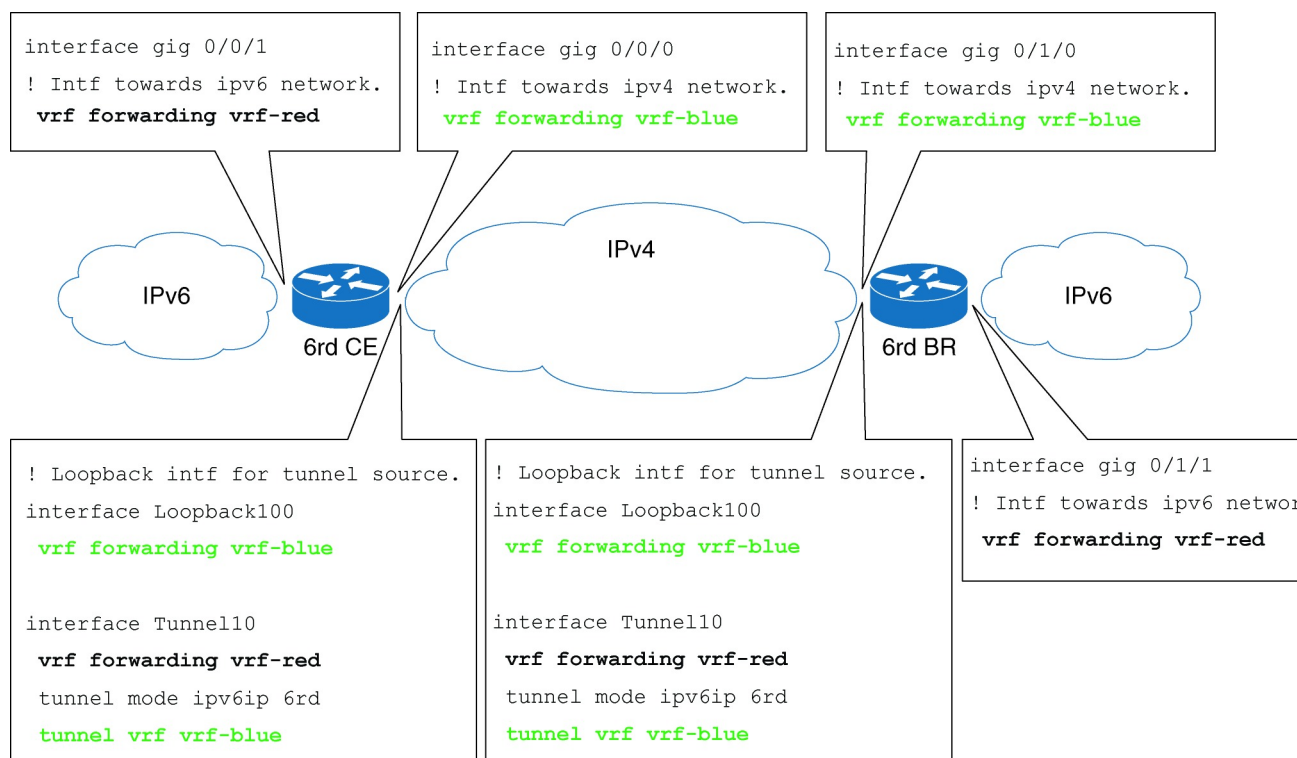 interface gig 0/0/1
! Intf towards ipv6 network.
vrf forwarding vrf-red
interface gig 0/0/0
! Intf towards ipv4 network.
vrf forwarding vrf-blue
interface gig 0/1/0
! Intf towards ipv4 network.
vrf forwarding vrf-blue
IPv6
6rd CE
IPv4
6rd BR
IPv6
! Loopback intf for tunnel source.
interface Loopback100
vrf forwarding vrf-blue
interface Tunnel10
vrf forwarding vrf-red
tunnel mode ipv6ip 6rd
tunnel vrf vrf-blue
! Loopback intf for tunnel source.
interface Loopback100
vrf forwarding vrf-blue
interface Tunnel10
vrf forwarding vrf-red
tunnel mode ipv6ip 6rd
tunnel vrf vrf-blue
interface gig 0/1/1
! Intf towards ipv6 networ
vrf forwarding vrf-red